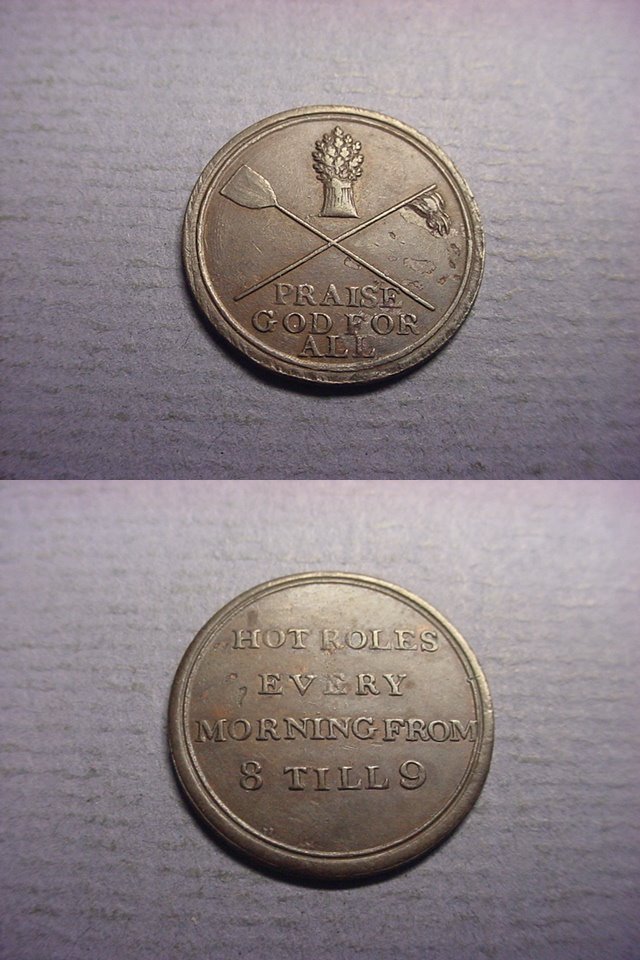 PRAISE
GOD FOR
ALL
HOT ROLES
EVERY
MORNING FROM
8 TILL 9